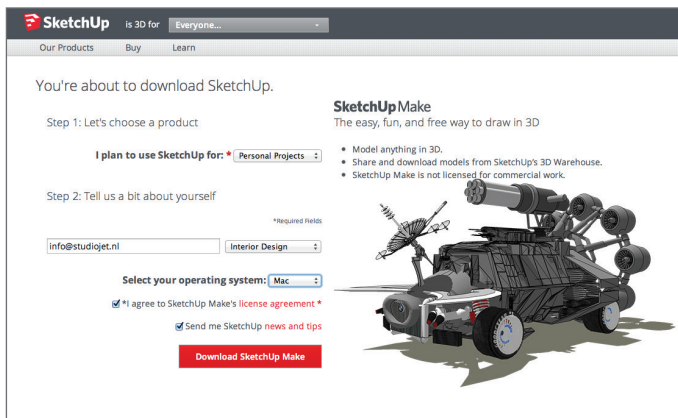 SketchUp is 3D for Everyone...
Our Products Buy Learn
You're about to download SketchUp.
Step 1: Let's choose a product
I plan to use SketchUp for: * Personal Projects
Step 2: Tell us a bit about yourself
*Required Fields
info@studiojet.nl Interior Design
Select your operating system: Mac
*I agree to SketchUp Make's license agreement *
Send me SketchUp news and tips
Download SketchUp Make
SketchUp Make
The easy, fun, and free way to draw in 3D
• Model anything in 3D.
• Share and download models from SketchUp's 3D Warehouse.
• SketchUp Make is not licensed for commercial work.